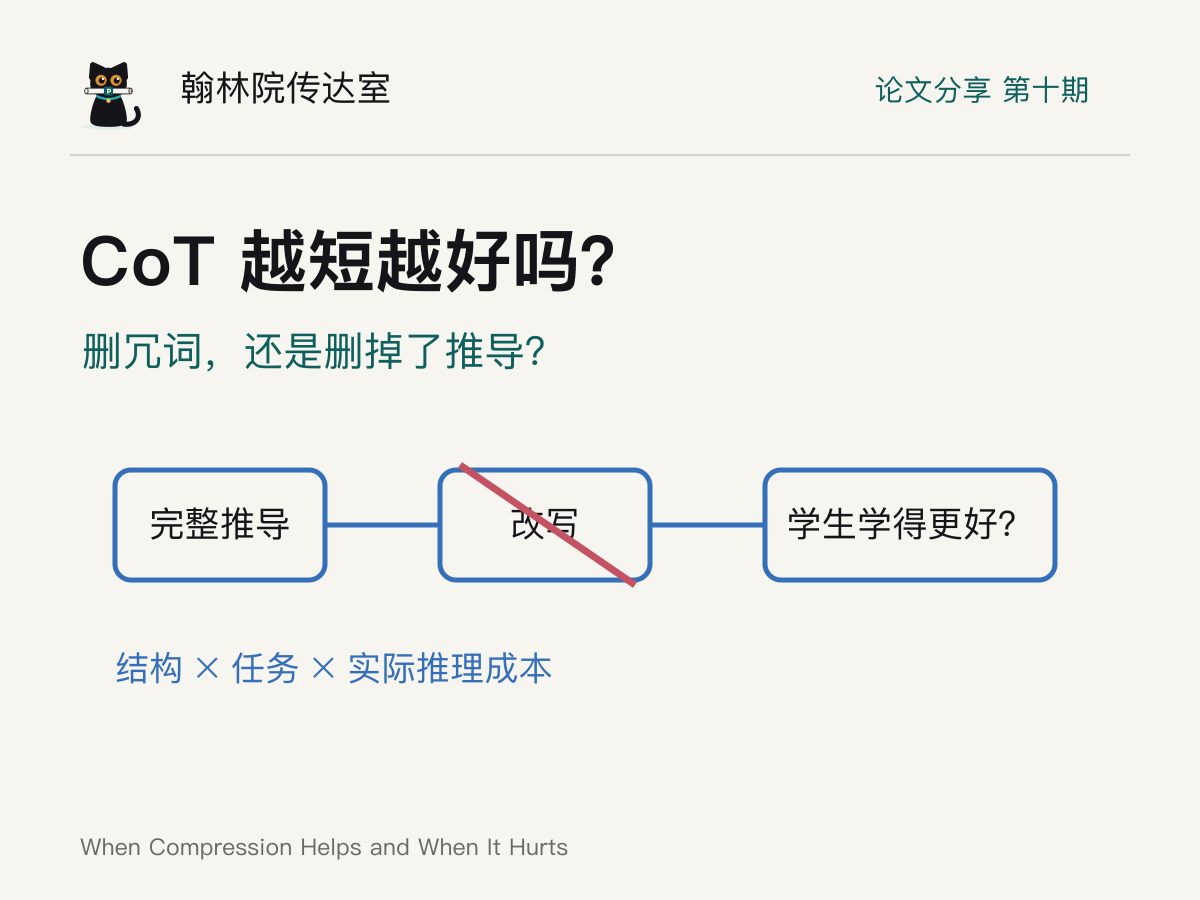 翰林院传达室
论文分享 第十期
CoT 越短越好吗?
删冗词，还是删掉了推导?
完整推导
改写
学生学得更好?
结构 × 任务 × 实际推理成本
When Compression Helps and When It Hurts